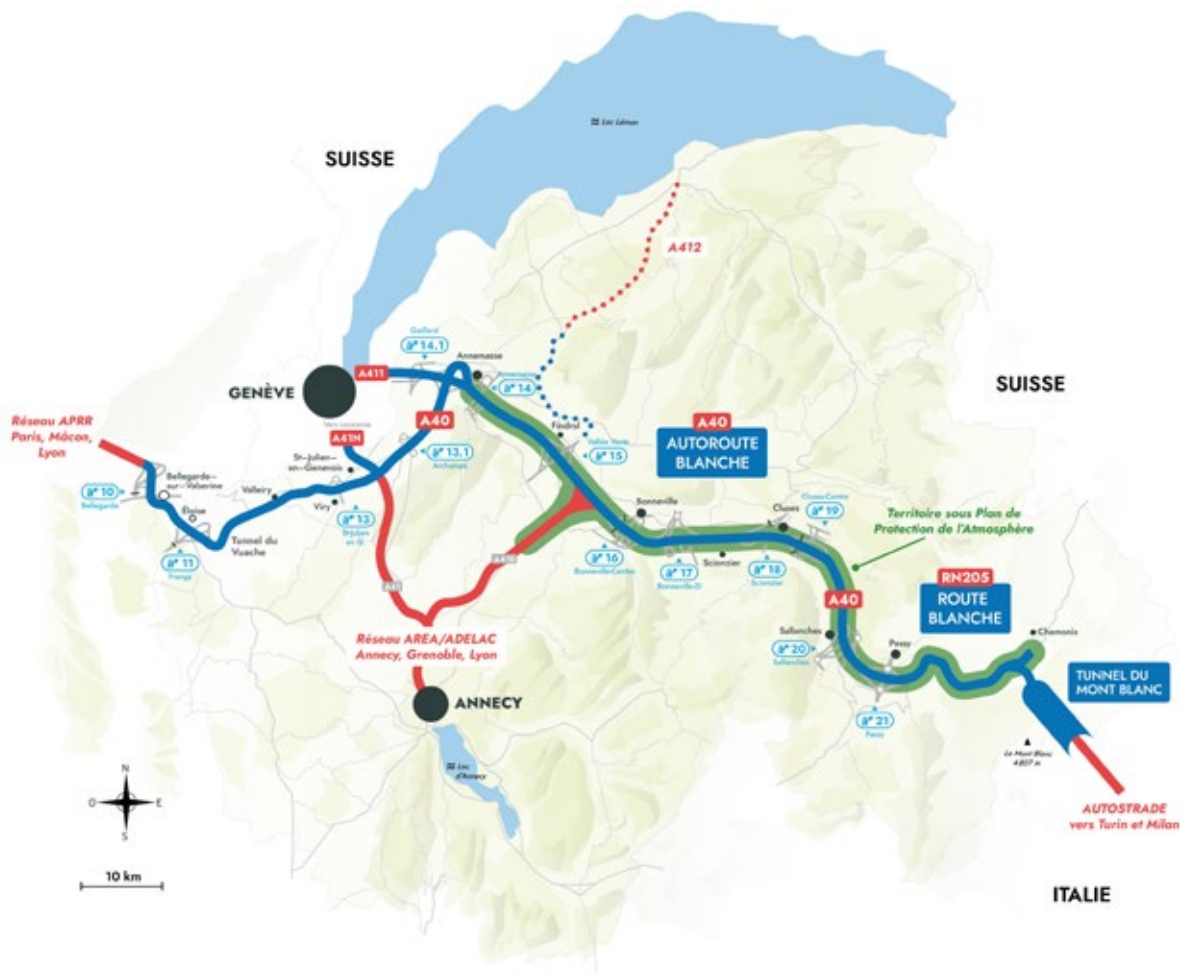 Lac Léman
SUISSE
A412
Gaillard
14.1
Annemasse
A411
GENÈVE
Annemasse
14
SUISSE
A40
Vers
A41N
Réseau APRR
Paris, Mâcon,
Lyon
Findrol
Vallée Verte
15
A40
AUTOROUTE
BLANCHE
13.1
Archamps
St-Julien-
en-Genevois
Bellegarde-
sur-Valserine
10
Bellegarde
Valleiry
Viry
Éloise
13
St-Julien
en G.
Tunnel du
Vuache
11
Frangy
Bonneville
Cluses
Cluses-Centre
19
Territoire sous Plan de
Protection de l'Atmosphère
16
Bonneville-Centre
17
Bonneville-Z.I
Scionzier
18
Scionzier
RN205
ROUTE
BLANCHE
A40
Réseau AREA/ADELAC
Annecy, Grenoble, Lyon
Sallanches
20
Sallanches
Passy
Chamonix
TUNNEL DU
MONT BLANC
ANNECY
21
Passy
Le Mont Blanc
4 807 m
Lac
d'Annecy
N
O
E
S
AUTOSTRADE
vers Turin et Milan
10 km
ITALIE